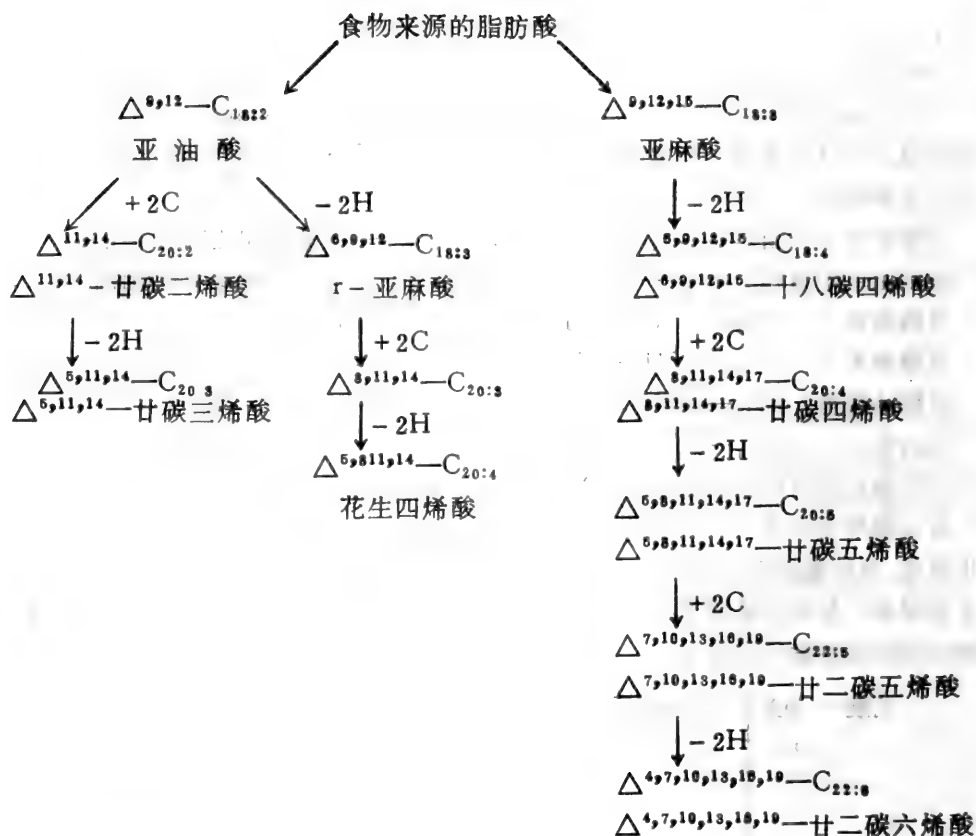 食物来源的脂肪酸
△⁹,¹²—C₁₈:₂
亚油酸
+2C
-2H
△¹¹,¹⁴—C₂₀:₂
△¹¹,¹⁴-廿碳二烯酸
-2H
△⁵,¹¹,¹⁴—C₂₀ ₃
△⁵,¹¹,¹⁴—廿碳三烯酸
△⁶,⁹,¹²—C₁₈:₃
r-亚麻酸
+2C
△⁸,¹¹,¹⁴—C₂₀:₃
-2H
△⁵,⁸¹¹,¹⁴—C₂₀:₄
花生四烯酸
△⁹,¹²,¹⁵—C₁₈:₃
亚麻酸
-2H
△⁶,⁹,¹²,¹⁵—C₁₈:₄
△⁶,⁹,¹²,¹⁵—十八碳四烯酸
+2C
△⁸,¹¹,¹⁴,¹⁷—C₂₀:₄
△⁸,¹¹,¹⁴,¹⁷—廿碳四烯酸
-2H
△⁵,⁸,¹¹,¹⁴,¹⁷—C₂₀:₅
△⁵,⁸,¹¹,¹⁴,¹⁷—廿碳五烯酸
+2C
△⁷,¹⁰,¹³,¹⁶,¹⁹—C₂₂:₅
△⁷,¹⁰,¹³,¹⁶,¹⁹—廿二碳五烯酸
-2H
△⁴,⁷,¹⁰,¹³,¹⁶,¹⁹—C₂₂:₆
△⁴,⁷,¹⁰,¹³,¹⁶,¹⁹—廿二碳六烯酸